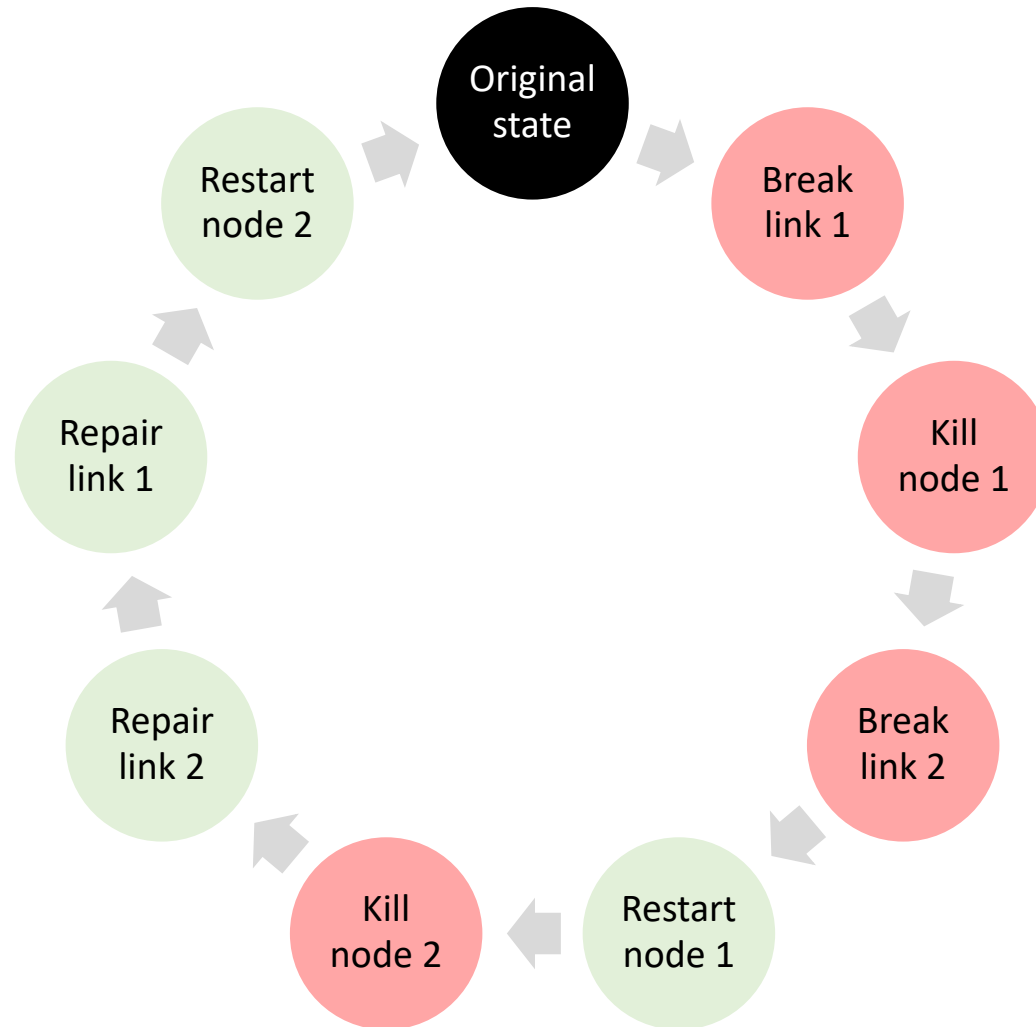 Original
state
Break
link 1
Kill
node 1
Break
link 2
Restart
node 1
Kill
node 2
Repair
link 2
Repair
link 1
Restart
node 2